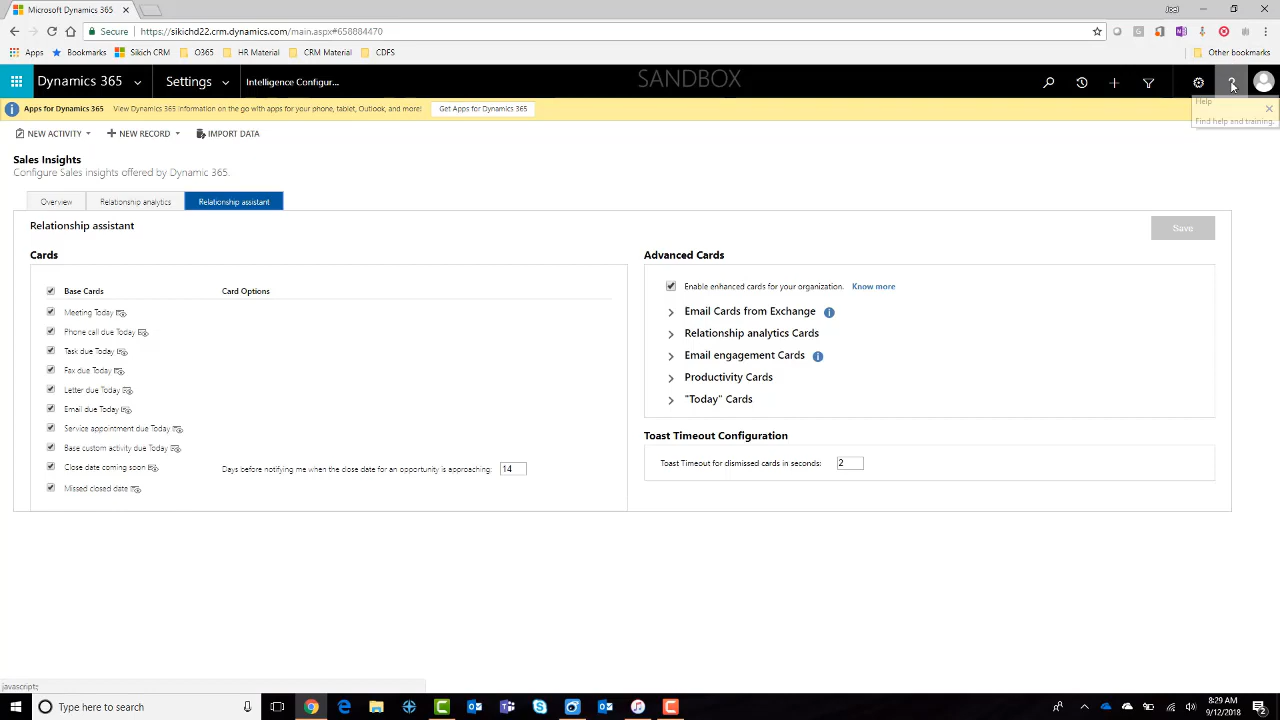 Microsoft Dynamics 365
Secure https://sikichd22.crm.dynamics.com/main.aspx#658884470
Apps Bookmarks Sikich CRM O365 HR Material CRM Material CDFS Other bookmarks
Dynamics 365 Settings Intelligence Configur... SANDBOX ?
Apps for Dynamics 365 View Dynamics 365 information on the go with apps for your phone, tablet, Outlook, and more! Get Apps for Dynamics 365
Help
Find help and training.
NEW ACTIVITY NEW RECORD IMPORT DATA
Sales Insights
Configure Sales insights offered by Dynamic 365.
Overview Relationship analytics Relationship assistant
Relationship assistant Save
Cards
Base Cards Card Options
Meeting Today
Phone call due Today
Task due Today
Fax due Today
Letter due Today
Email due Today
Service appointment due Today
Base custom activity due Today
Close date coming soon Days before notifying me when the close date for an opportunity is approaching: 14
Missed closed date
Advanced Cards
Enable enhanced cards for your organization. Know more
Email Cards from Exchange
Relationship analytics Cards
Email engagement Cards
Productivity Cards
"Today" Cards
Toast Timeout Configuration
Toast Timeout for dismissed cards in seconds: 2
javascript:;
Type here to search
8:29 AM
9/12/2018
2